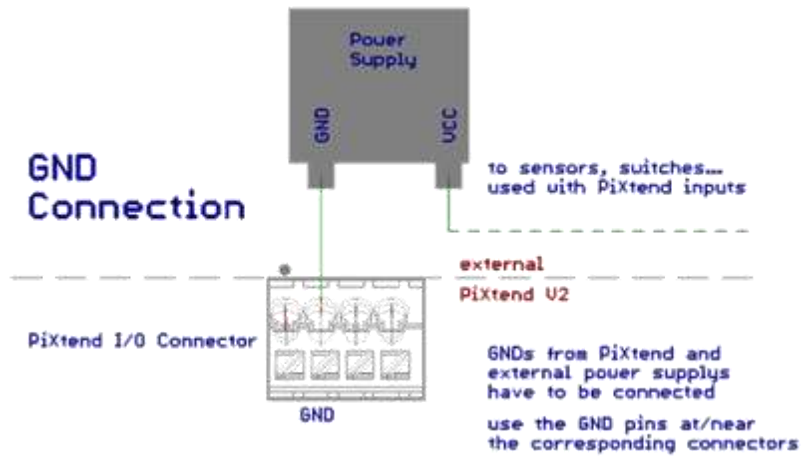 Power
Supply
GND
VCC
GND
Connection
to sensors, switches...
used with PiXtend inputs
external
PiXtend V2
PiXtend I/O Connector
GND
GNDs from PiXtend and
external power supplys
have to be connected
use the GND pins at/near
the corresponding connectors